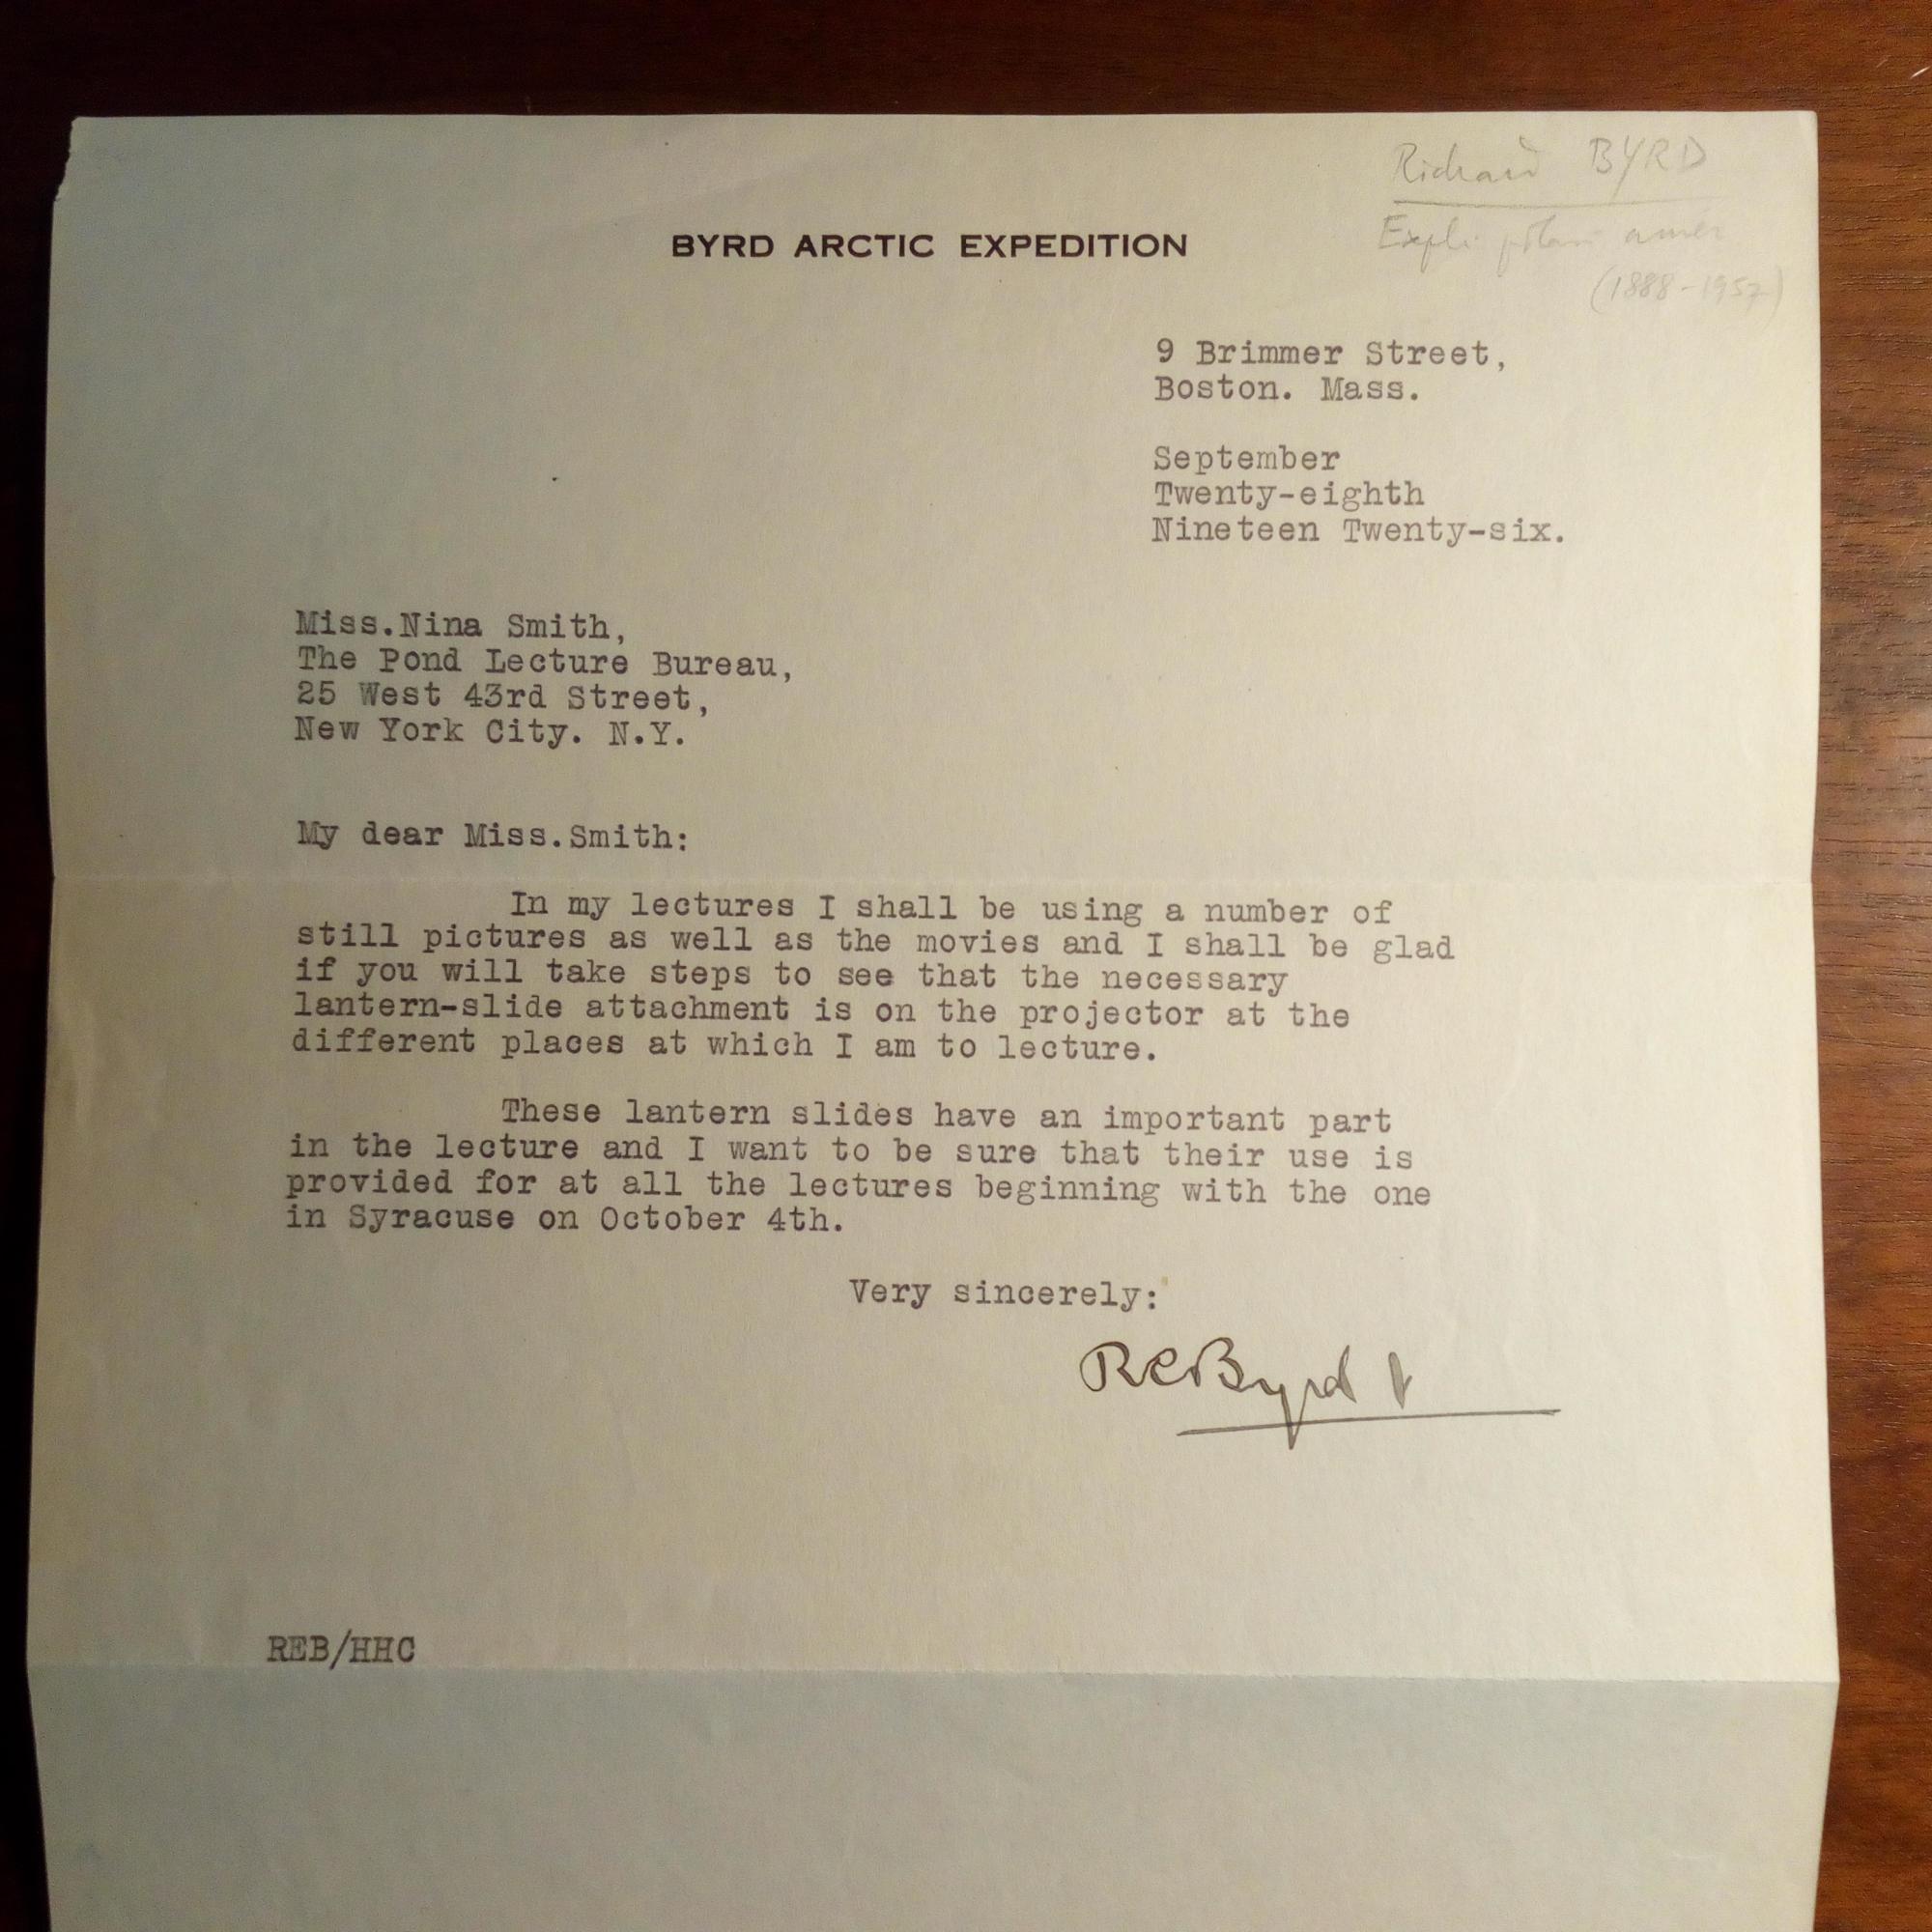 Richard BYRD
Expl. polaire amer
(1888-1957)
BYRD ARCTIC EXPEDITION
9 Brimmer Street,
Boston. Mass.
September
Twenty-eighth
Nineteen Twenty-six.
Miss.Nina Smith,
The Pond Lecture Bureau,
25 West 43rd Street,
New York City. N.Y.
My dear Miss.Smith:
In my lectures I shall be using a number of
still pictures as well as the movies and I shall be glad
if you will take steps to see that the necessary
lantern-slide attachment is on the projector at the
different places at which I am to lecture.
These lantern slides have an important part
in the lecture and I want to be sure that their use is
provided for at all the lectures beginning with the one
in Syracuse on October 4th.
Very sincerely:
REByrd
REB/HHC